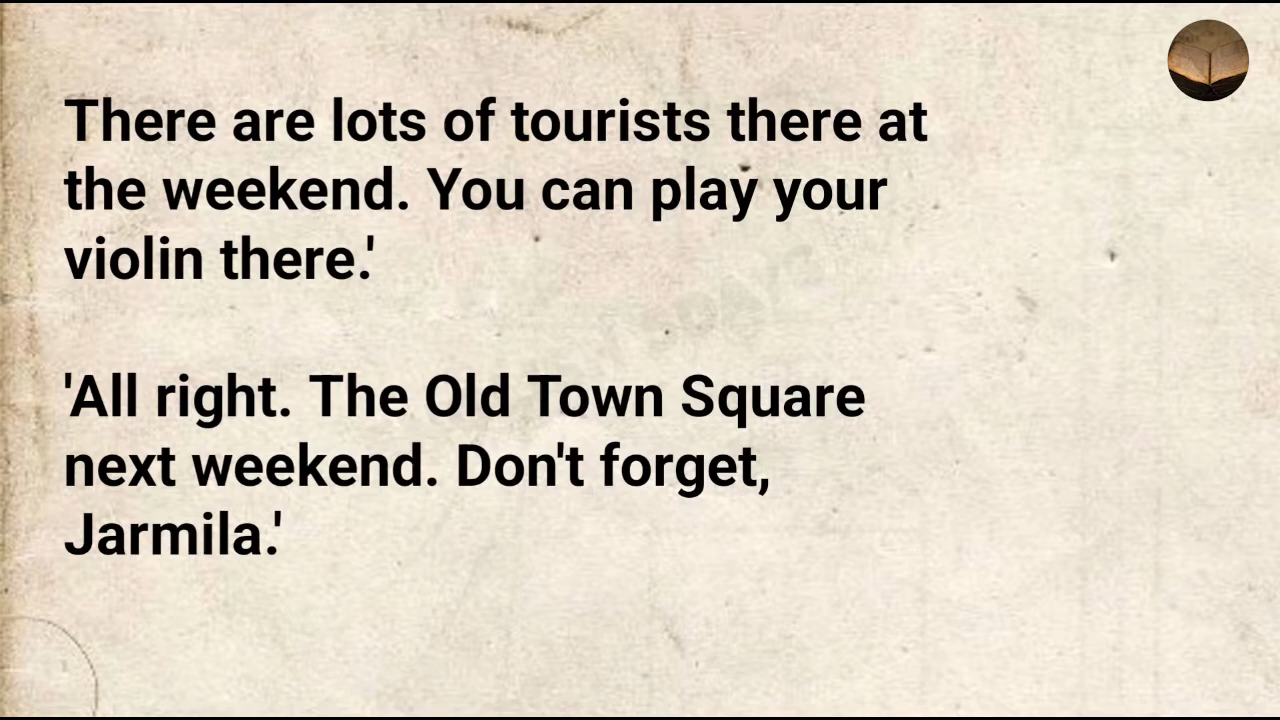 There are lots of tourists there at
the weekend. You can play your
violin there.'
'All right. The Old Town Square
next weekend. Don't forget,
Jarmila.'